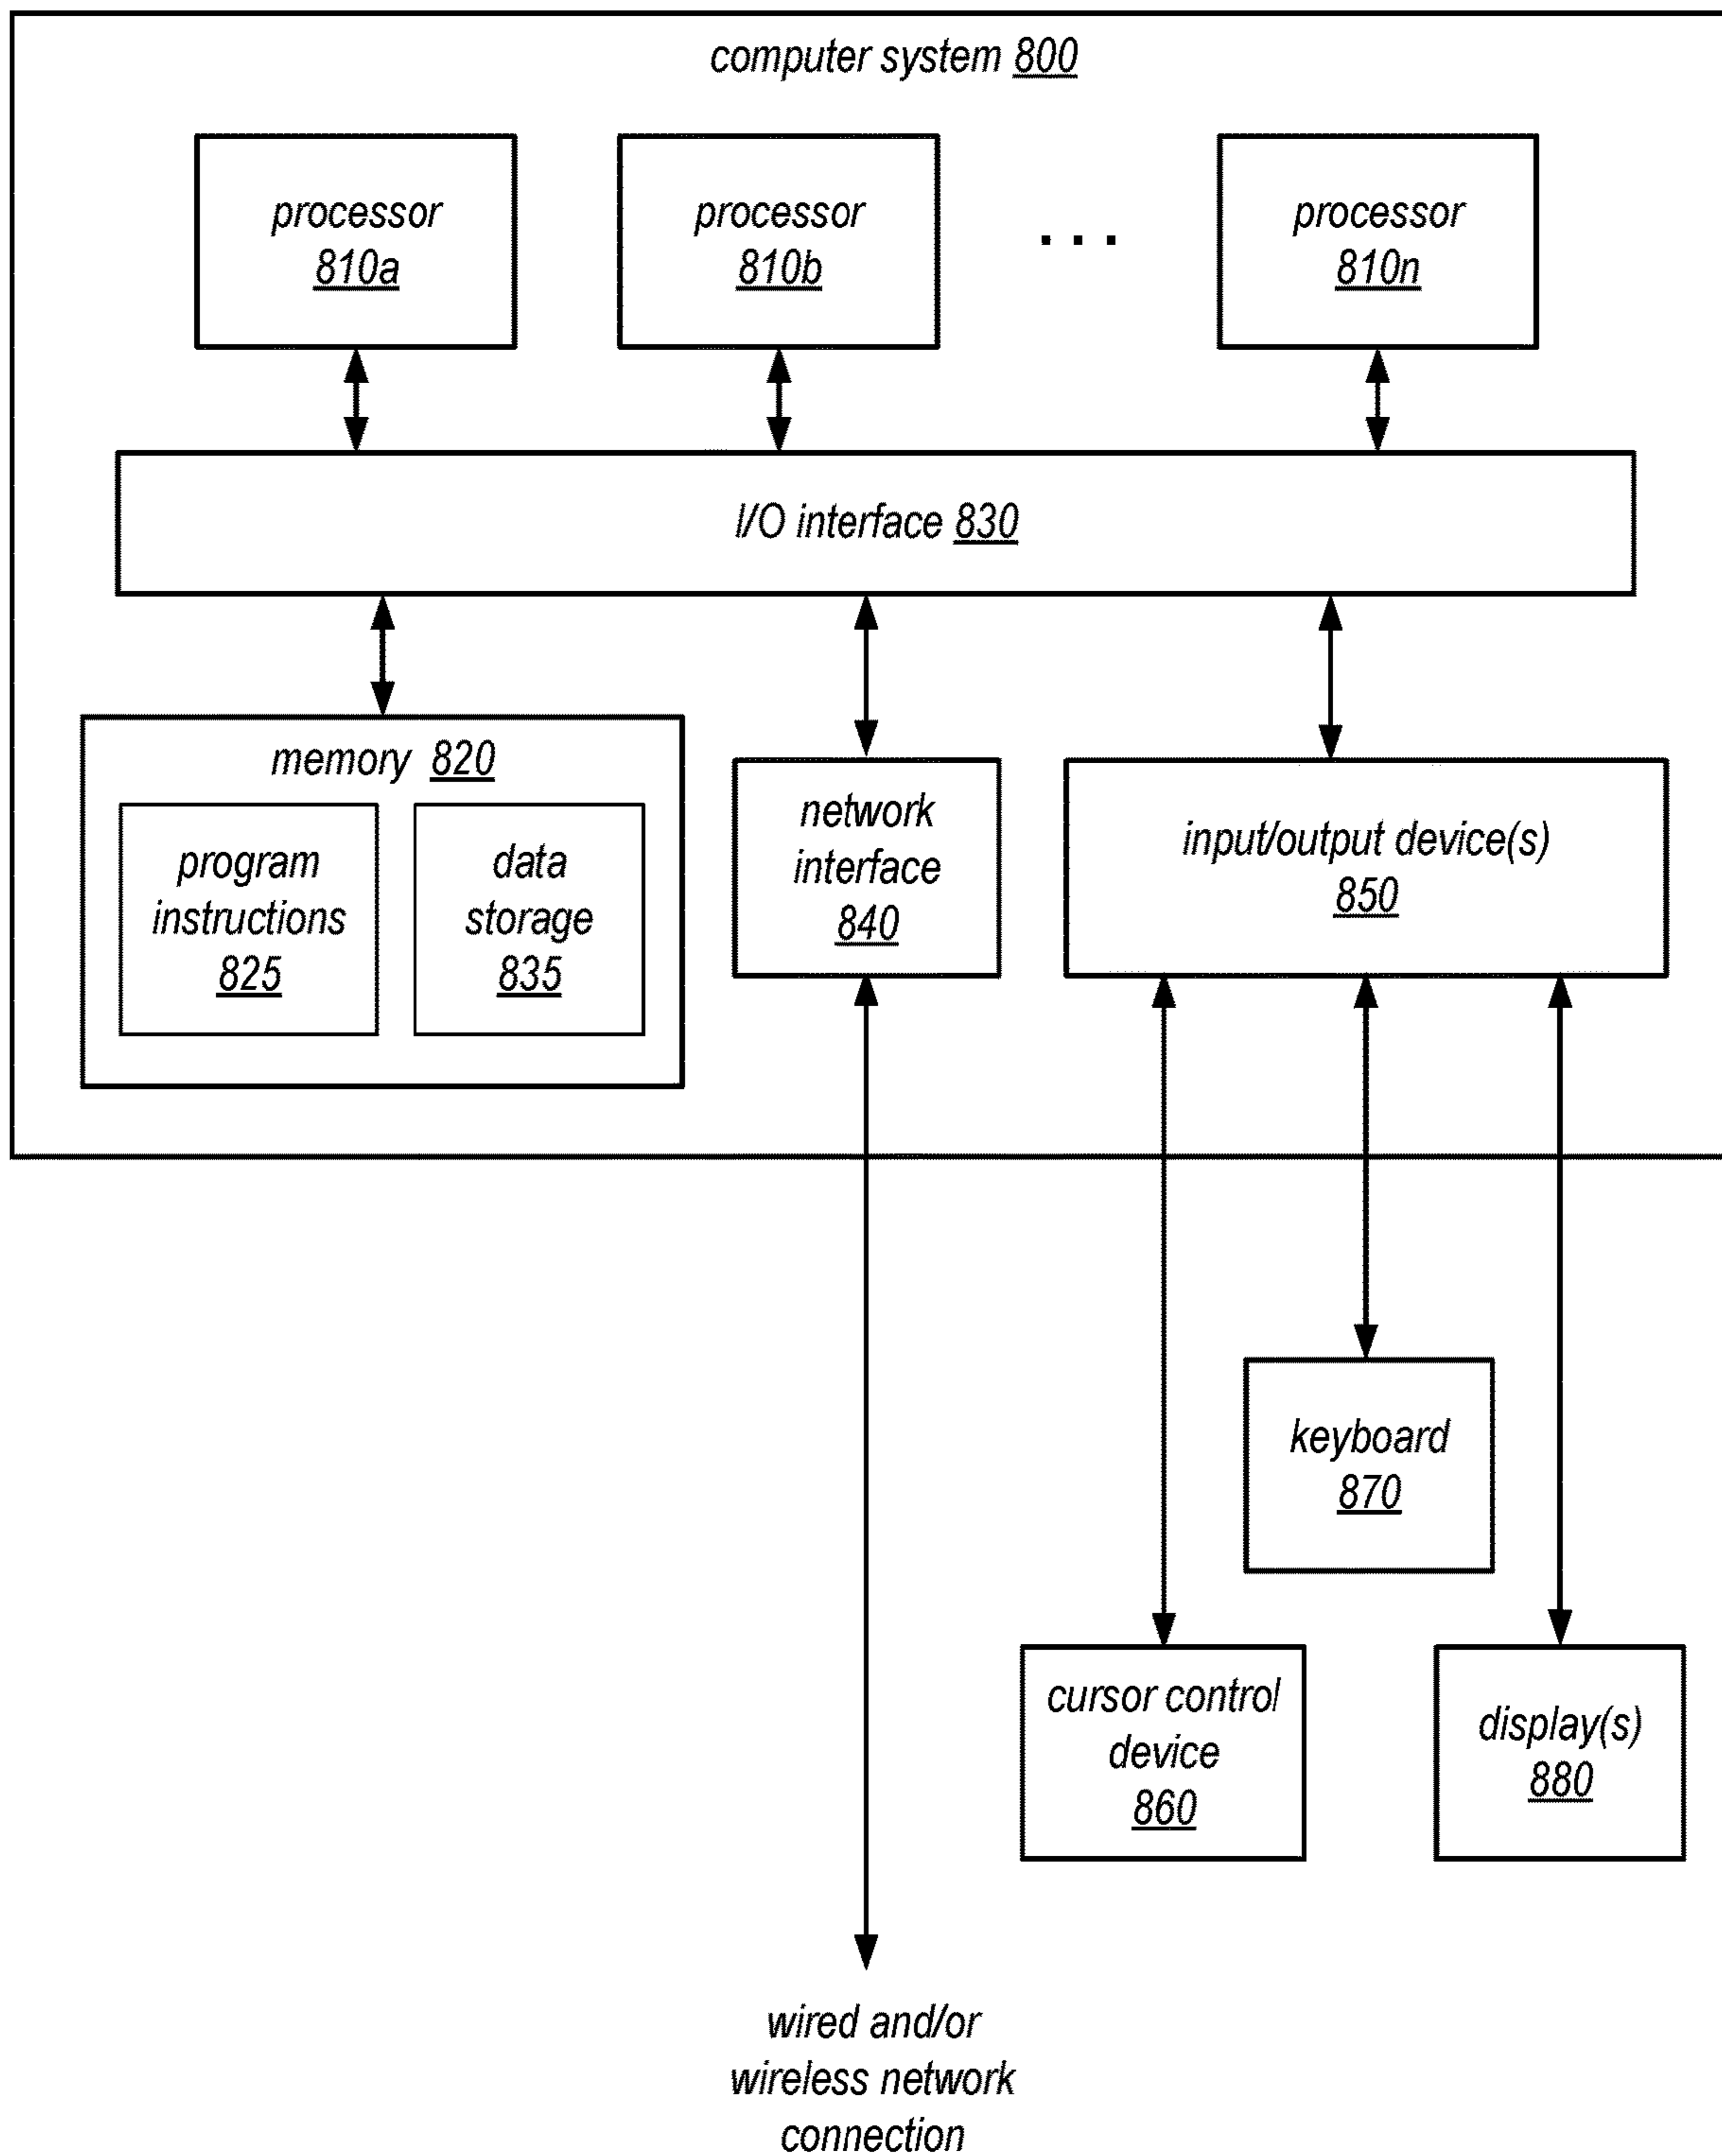 computer system 800
processor
810a
processor
810b
. . .
processor
810n
I/O interface 830
memory 820
program
instructions
825
data
storage
835
network
interface
840
input/output device(s)
850
keyboard
870
cursor control
device
860
display(s)
880
wired and/or
wireless network
connection